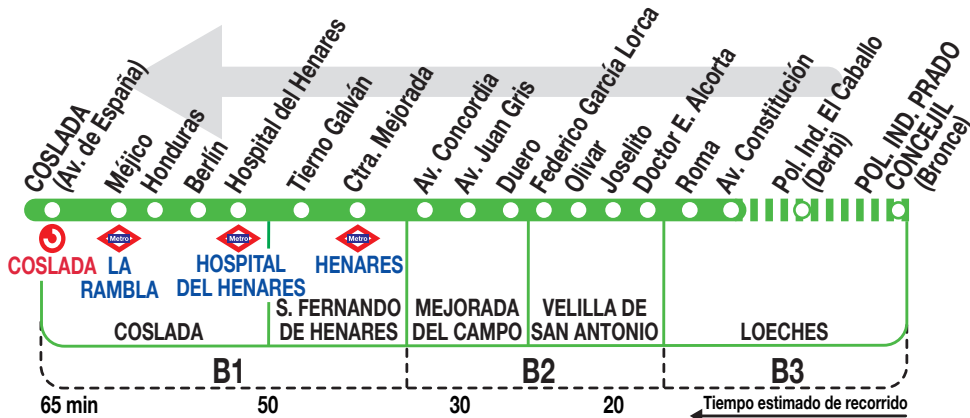 COSLADA
(Av. de España)
Méjico
Honduras
Berlín
Hospital del Henares
Tierno Galván
Ctra. Mejorada
Av. Concordia
Av. Juan Gris
Duero
Federico García Lorca
Olivar
Joselito
Doctor E. Alcorta
Roma
Av. Constitución
Pol. Ind. El Caballo
(Derbi)
POL. IND. PRADO
CONCEJIL
(Bronce)
Metro
Metro
Metro
COSLADA
LA
RAMBLA
HOSPITAL
DEL HENARES
HENARES
COSLADA
S. FERNANDO
DE HENARES
MEJORADA
DEL CAMPO
VELILLA DE
SAN ANTONIO
LOECHES
B1
B2
B3
65 min
50
30
20
Tiempo estimado de recorrido